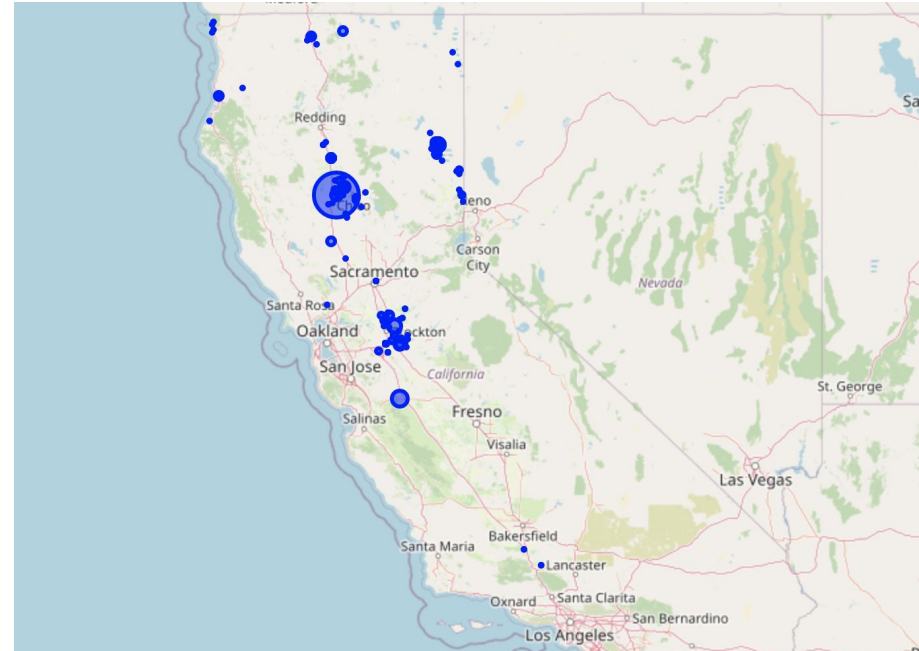 Redding
Reno
Carson
City
Sacramento
Santa Rosa
Oakland
San Jose
California
Nevada
St. George
Salinas
Fresno
Visalia
Las Vegas
Bakersfield
Santa Maria
Lancaster
Oxnard
Santa Clarita
San Bernardino
Los Angeles